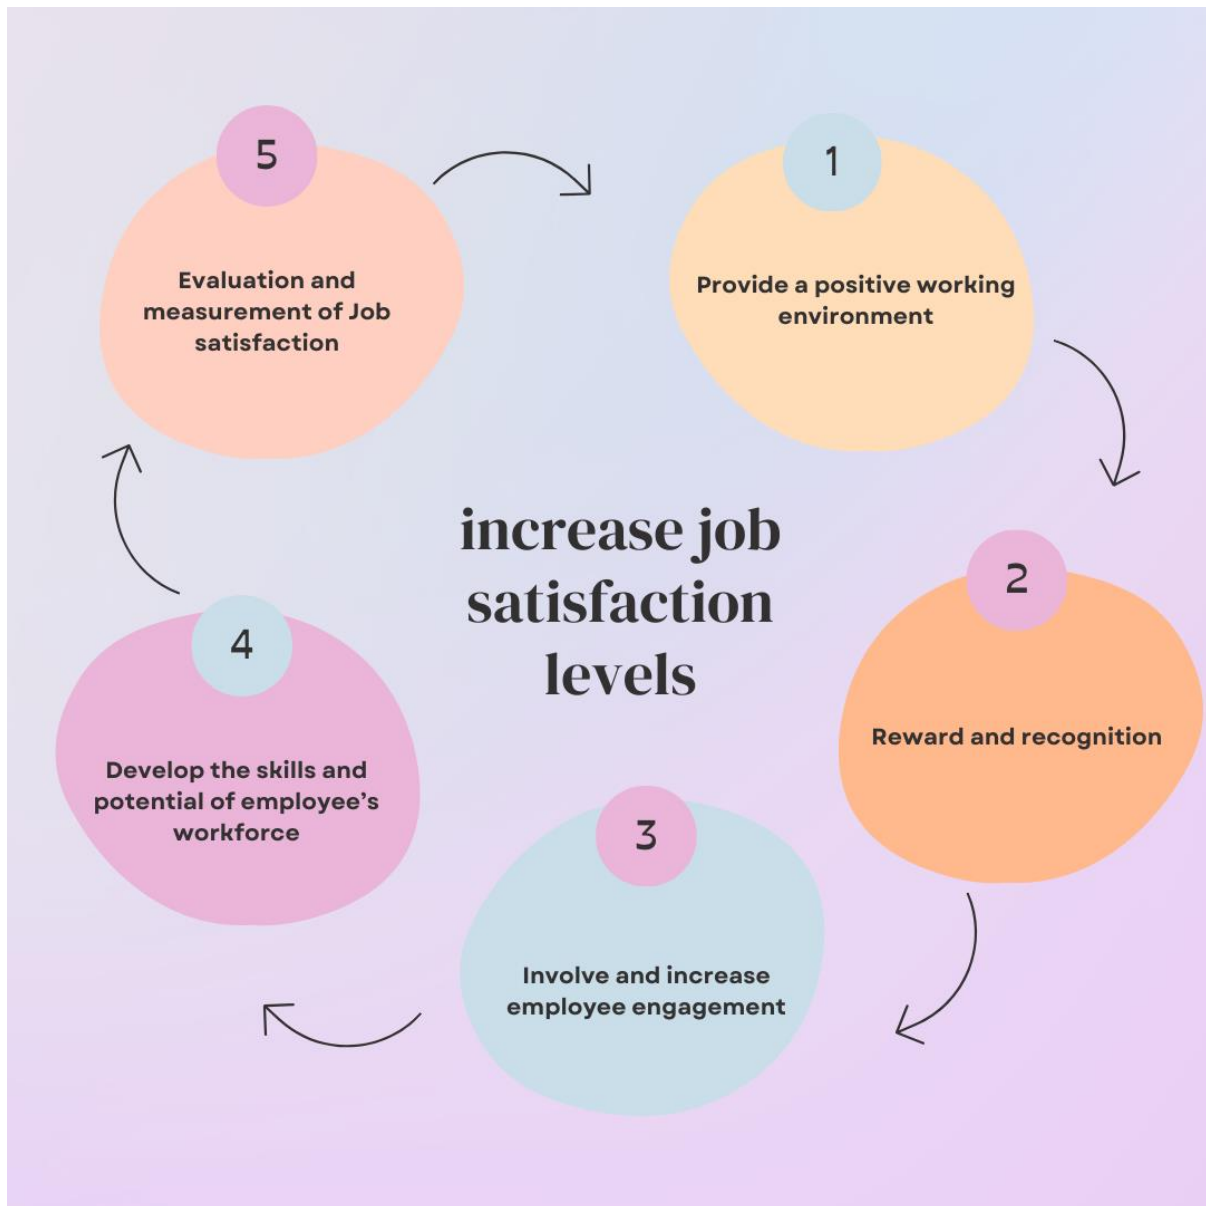 increase job
satisfaction
levels
1
Provide a positive working
environment
2
Reward and recognition
3
Involve and increase
employee engagement
4
Develop the skills and
potential of employee’s
workforce
5
Evaluation and
measurement of Job
satisfaction